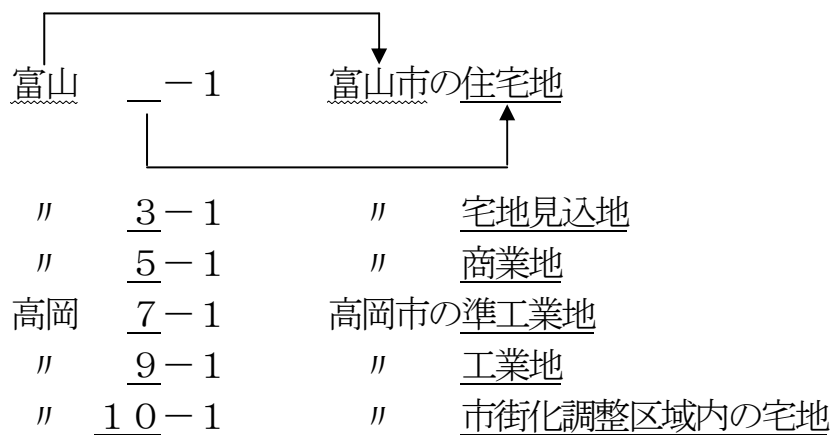 富山　＿－１　富山市の住宅地
〃　３－１　〃　宅地見込地
〃　５－１　〃　商業地
高岡　７－１　高岡市の準工業地
〃　９－１　〃　工業地
〃　１０－１　〃　市街化調整区域内の宅地